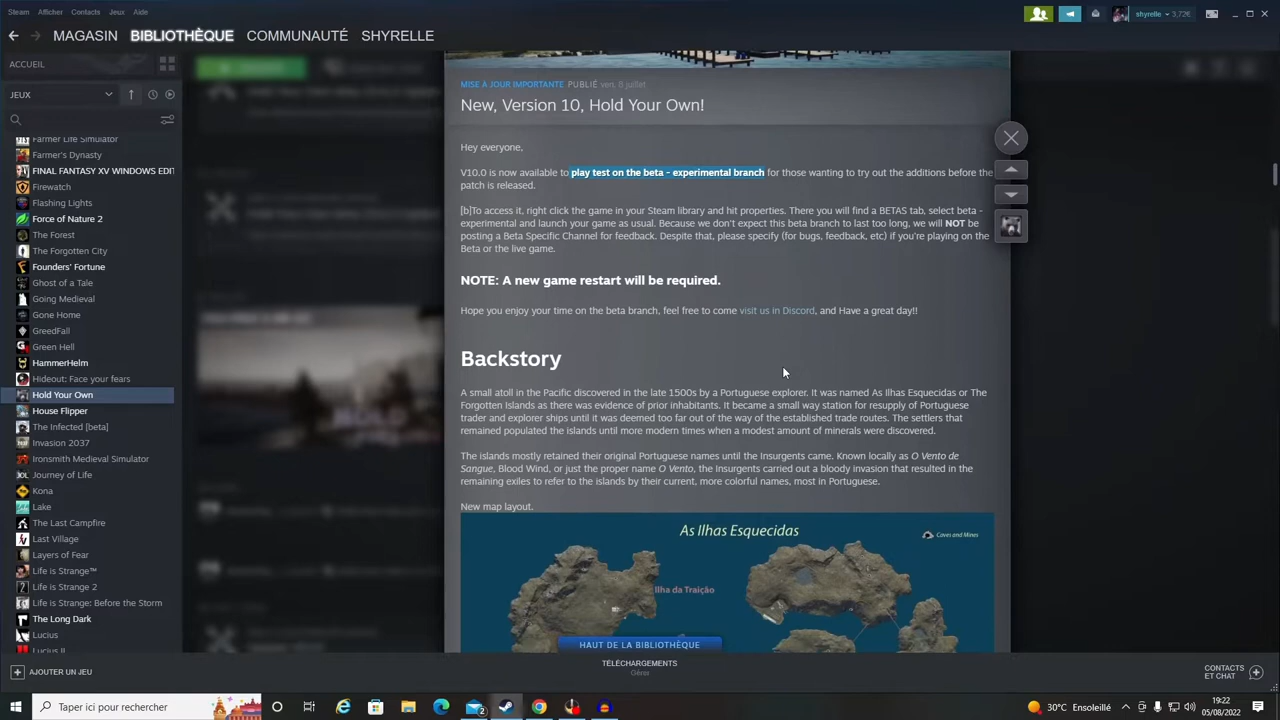 Steam Afficher Contacts Jeux Aide
shyrelle 3,72€
MAGASIN BIBLIOTHÈQUE COMMUNAUTÉ SHYRELLE
ACCUEIL
JEUX
Farmer Life Simulator
Farmer's Dynasty
FINAL FANTASY XV WINDOWS EDIT
Firewatch
Flashing Lights
Force of Nature 2
The Forest
The Forgotten City
Founders' Fortune
Ghost of a Tale
Going Medieval
Gone Home
GreedFall
Green Hell
HammerHelm
Hideout: Face your fears
Hold Your Own
House Flipper
The Infected [beta]
Invasion 2037
Ironsmith Medieval Simulator
Journey of Life
Kona
Lake
The Last Campfire
Last Village
Layers of Fear
Life is Strange™
Life is Strange 2
Life is Strange: Before the Storm
The Long Dark
Lucius
Lucius II
AJOUTER UN JEU
MISE À JOUR IMPORTANTE PUBLIÉ ven. 8 juillet
New, Version 10, Hold Your Own!
Hey everyone,
V10.0 is now available to play test on the beta - experimental branch for those wanting to try out the additions before the
patch is released.
[b]To access it, right click the game in your Steam library and hit properties. There you will find a BETAS tab, select beta -
experimental and launch your game as usual. Because we don't expect this beta branch to last too long, we will NOT be
posting a Beta Specific Channel for feedback. Despite that, please specify (for bugs, feedback, etc) if you're playing on the
Beta or the live game.
NOTE: A new game restart will be required.
Hope you enjoy your time on the beta branch, feel free to come visit us in Discord, and Have a great day!!
Backstory
A small atoll in the Pacific discovered in the late 1500s by a Portuguese explorer. It was named As Ilhas Esquecidas or The
Forgotten Islands as there was evidence of prior inhabitants. It became a small way station for resupply of Portuguese
trader and explorer ships until it was deemed too far out of the way of the established trade routes. The settlers that
remained populated the islands until more modern times when a modest amount of minerals were discovered.
The islands mostly retained their original Portuguese names until the Insurgents came. Known locally as O Vento de
Sangue, Blood Wind, or just the proper name O Vento, the Insurgents carried out a bloody invasion that resulted in the
remaining exiles to refer to the islands by their current, more colorful names, most in Portuguese.
New map layout.
As Ilhas Esquecidas
Caves and Mines
Ilha da Traição
HAUT DE LA BIBLIOTHÈQUE
TÉLÉCHARGEMENTS
Gérer
CONTACTS
ET CHAT
Taper ici pour rechercher
2
30°C Ensoleillé
19:22
05/08/2022